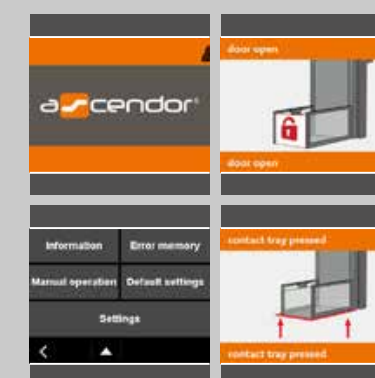 ascendor®
door open
door open
Information
Error memory
Manual operation
Default settings
Settings
contact tray pressed
contact tray pressed